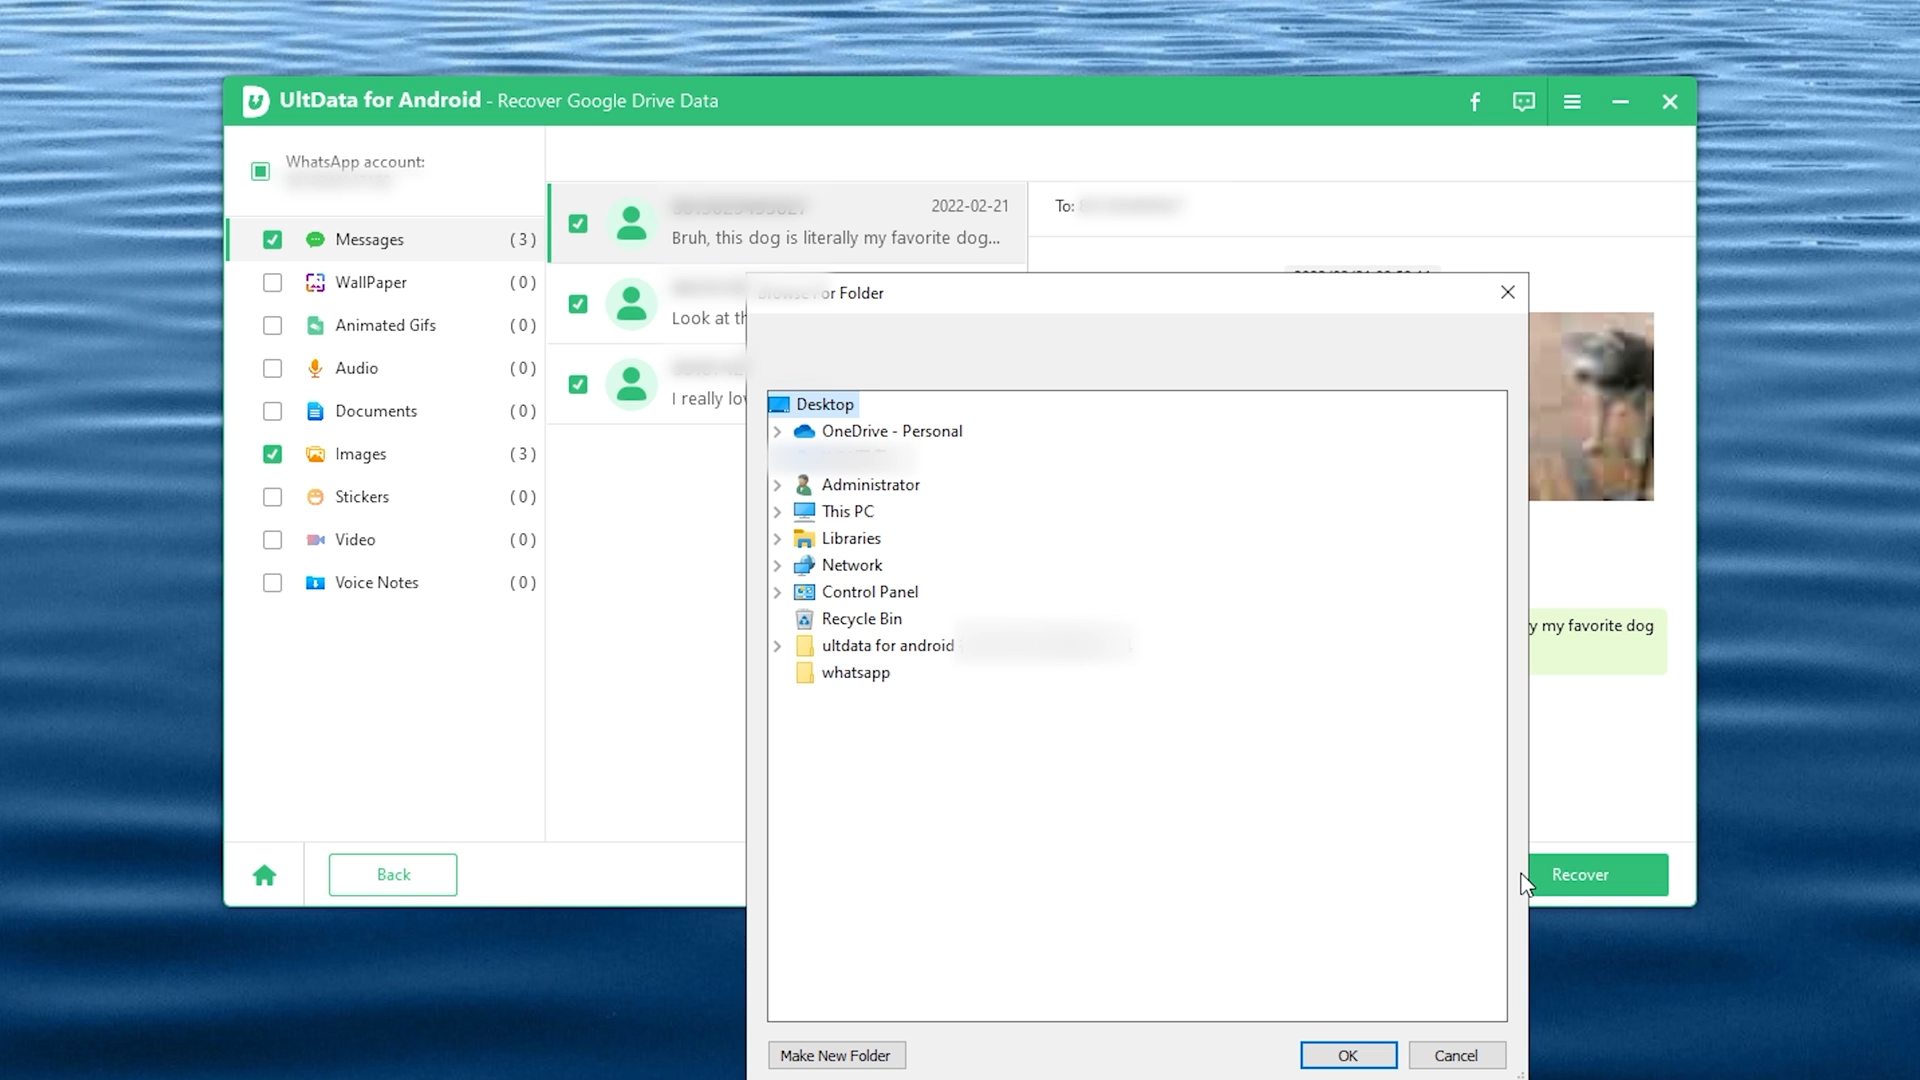 UltData for Android - Recover Google Drive Data
WhatsApp account:
Messages (3)
WallPaper (0)
Animated Gifs (0)
Audio (0)
Documents (0)
Images (3)
Stickers (0)
Video (0)
Voice Notes (0)
2022-02-21
Bruh, this dog is literally my favorite dog...
Look at th
I really lov
To:
y my favorite dog
or Folder
Desktop
OneDrive - Personal
Administrator
This PC
Libraries
Network
Control Panel
Recycle Bin
ultdata for android
whatsapp
Make New Folder
OK
Cancel
Back
Recover